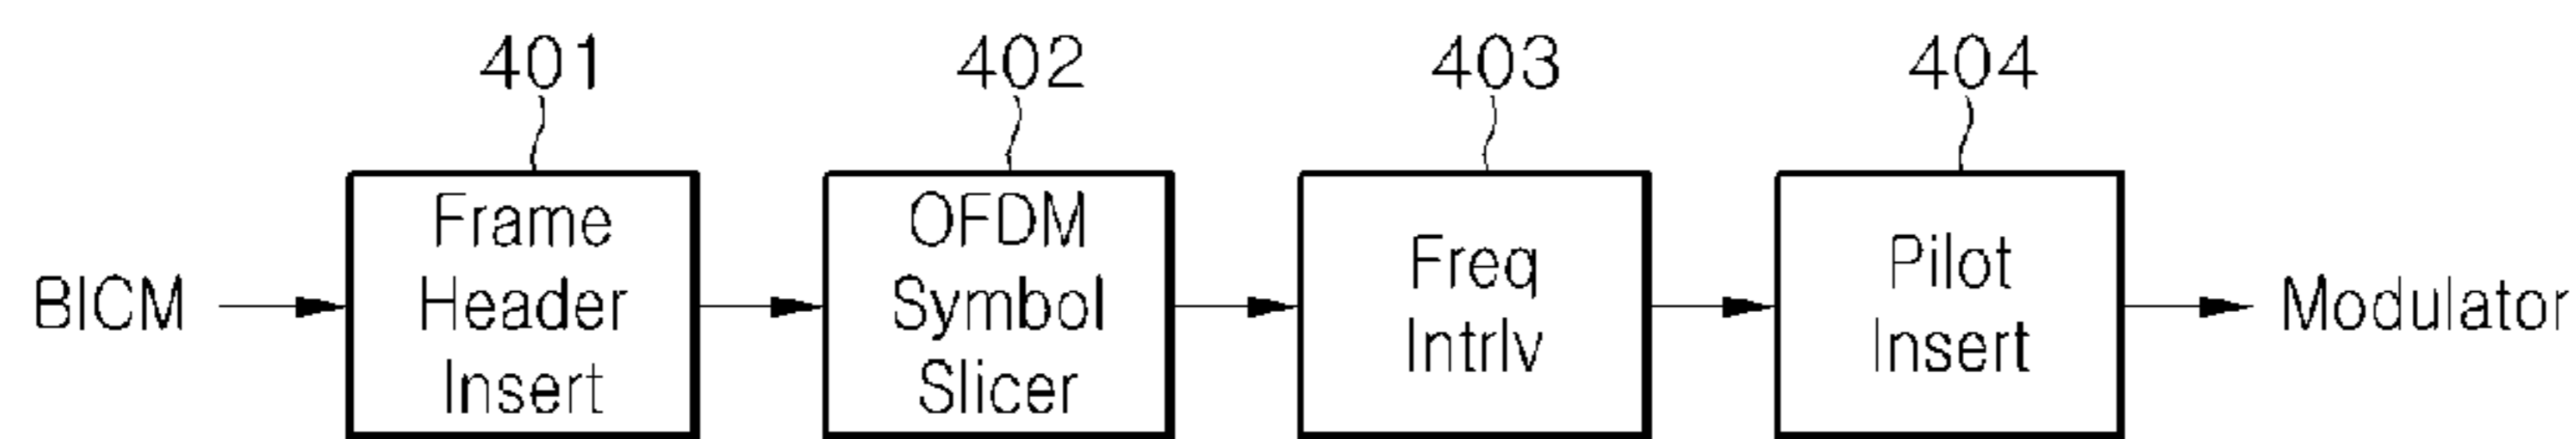 401
402
403
404
BICM
Frame
Header
Insert
OFDM
Symbol
Slicer
Freq
Intrlv
Pilot
Insert
Modulator